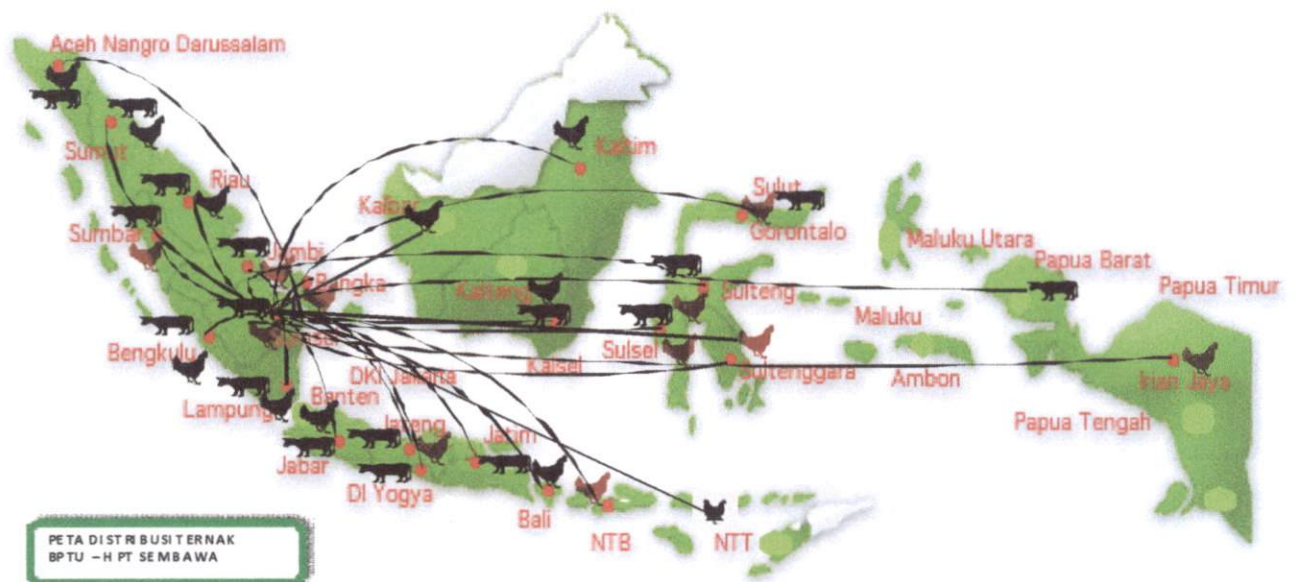 Aceh Nangro Darussalam
Sumut
Riau
Sumbar
Jambi
Bangka
Bengkulu
Lampung
Banten
DKI Jakarta
Jabar
Jateng
DI Yogya
Jatim
Bali
NTB
NTT
Kalbar
Kaltim
Kalteng
Kalsel
Sulut
Gorontalo
Sulteng
Sulsel
Sultenggara
Maluku Utara
Maluku
Ambon
Papua Barat
Papua Timur
Irian Jaya
Papua Tengah
PETA DISTRIBUSI TERNAK
BPTU – HPT SEMBAWA